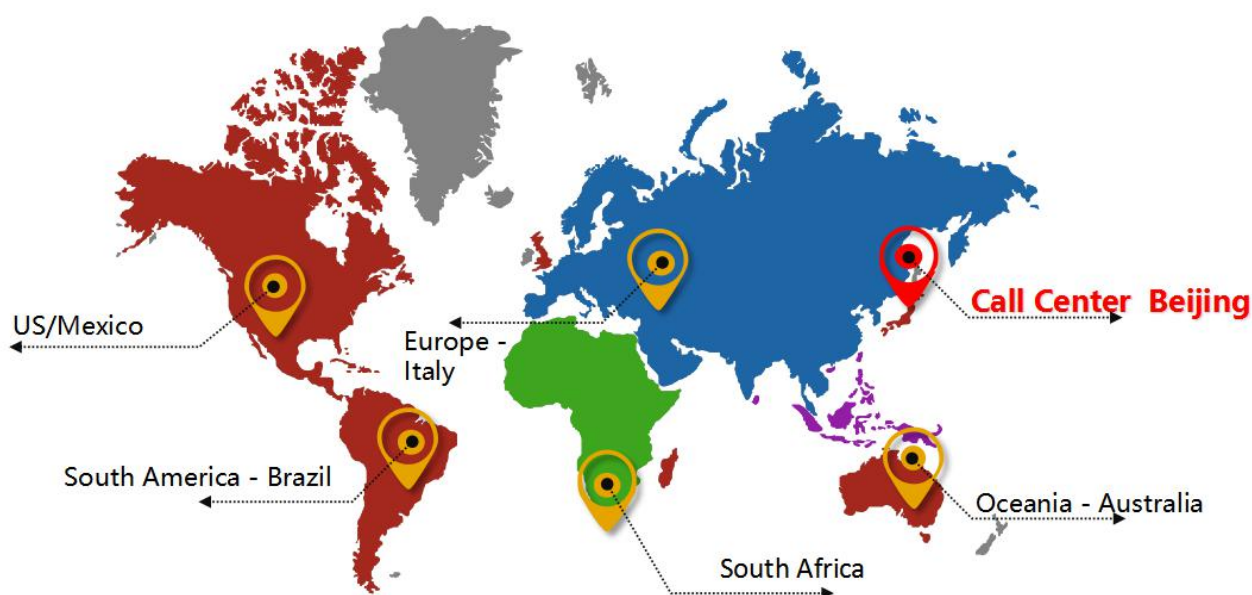 US/Mexico
Europe -
Italy
Call Center Beijing
South America - Brazil
Oceania - Australia
South Africa